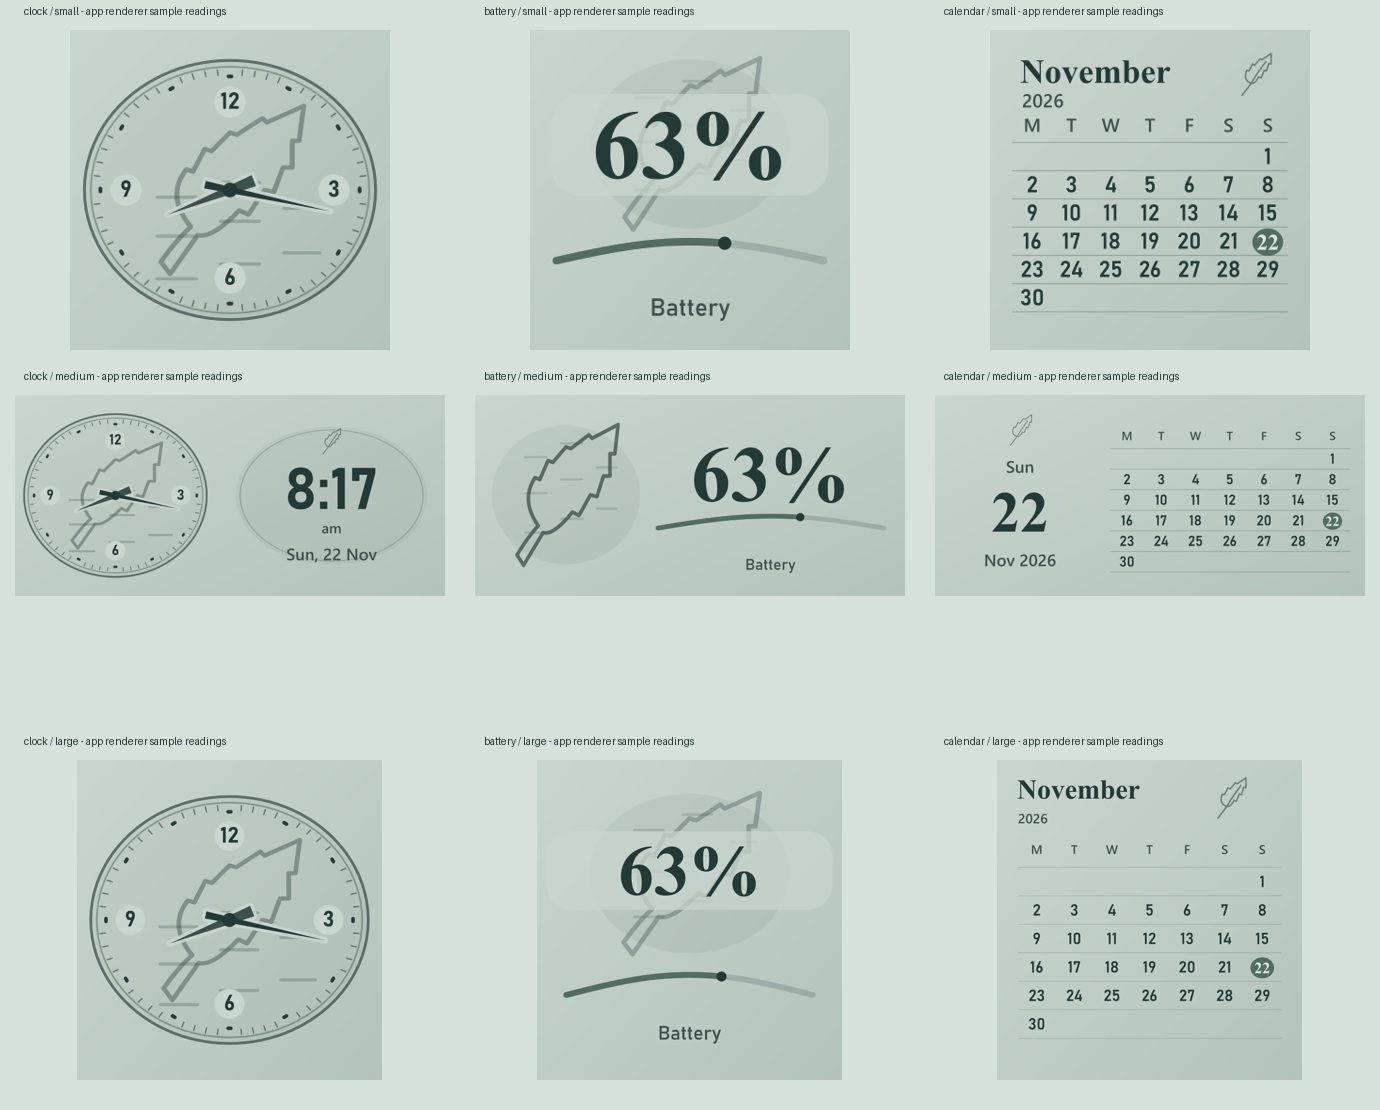 clock / small - app renderer sample readings
12
9
3
6
battery / small - app renderer sample readings
63%
Battery
calendar / small - app renderer sample readings
November
2026
M T W T F S S
1
2 3 4 5 6 7 8
9 10 11 12 13 14 15
16 17 18 19 20 21 22
23 24 25 26 27 28 29
30
clock / medium - app renderer sample readings
12
9
3
6
8:17
am
Sun, 22 Nov
battery / medium - app renderer sample readings
63%
Battery
calendar / medium - app renderer sample readings
Sun
22
Nov 2026
M T W T F S S
1
2 3 4 5 6 7 8
9 10 11 12 13 14 15
16 17 18 19 20 21 22
23 24 25 26 27 28 29
30
clock / large - app renderer sample readings
12
9
3
6
battery / large - app renderer sample readings
63%
Battery
calendar / large - app renderer sample readings
November
2026
M T W T F S S
1
2 3 4 5 6 7 8
9 10 11 12 13 14 15
16 17 18 19 20 21 22
23 24 25 26 27 28 29
30